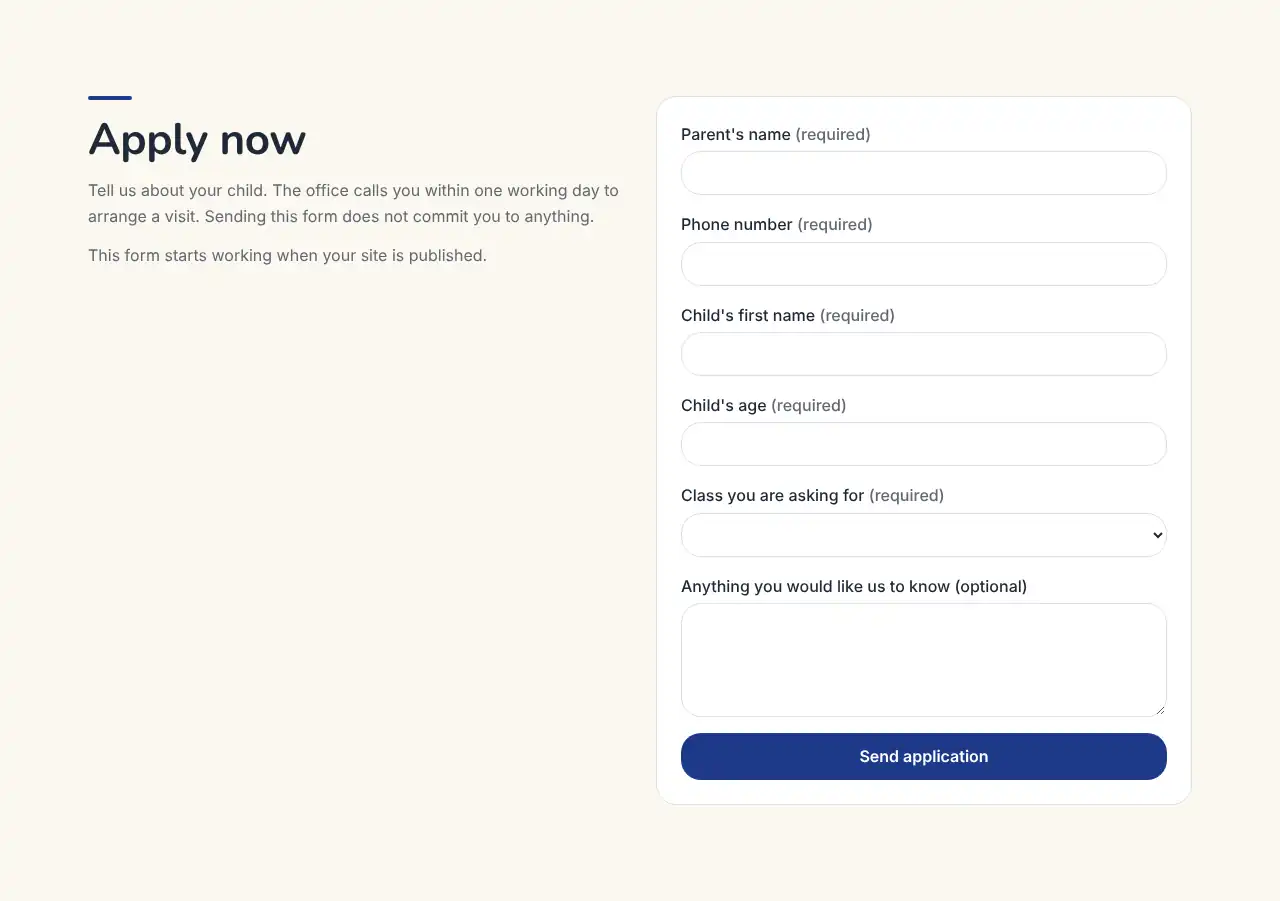 Apply now
Tell us about your child. The office calls you within one working day to
arrange a visit. Sending this form does not commit you to anything.
This form starts working when your site is published.
Parent's name (required)
Phone number (required)
Child's first name (required)
Child's age (required)
Class you are asking for (required)
Anything you would like us to know (optional)
Send application